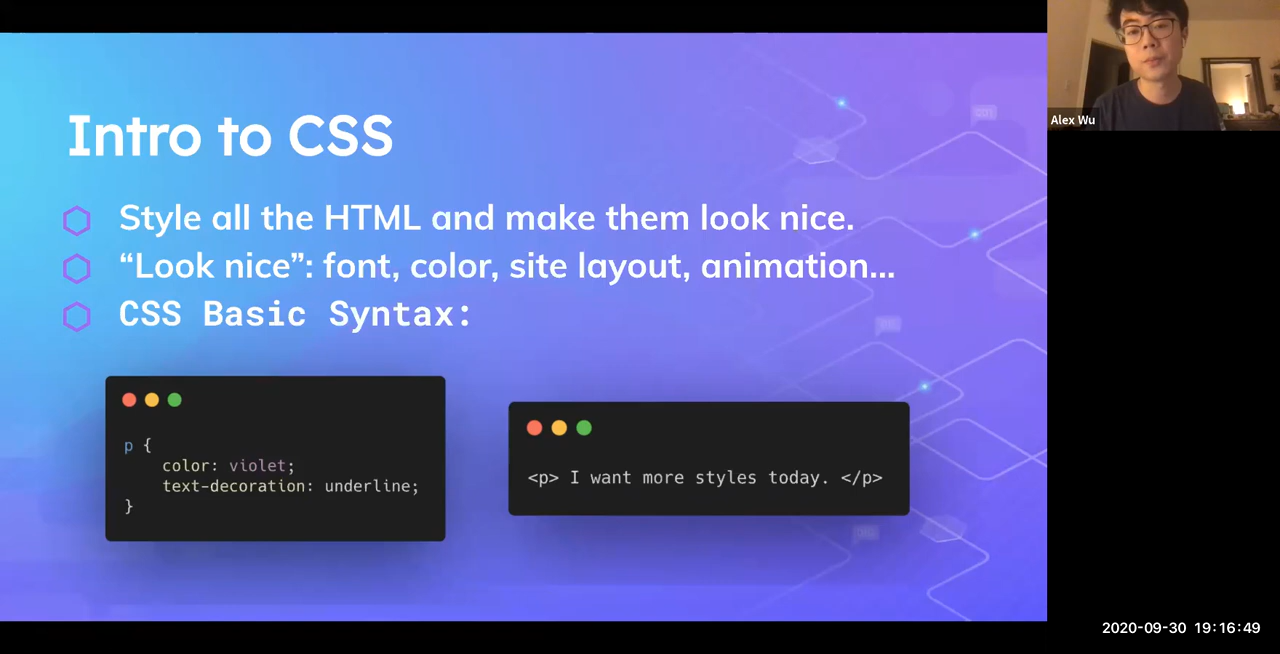 Intro to CSS
Style all the HTML and make them look nice.
“Look nice”: font, color, site layout, animation...
CSS Basic Syntax:
p {
    color: violet;
    text-decoration: underline;
}
<p> I want more styles today. </p>
Alex Wu
2020-09-30 19:16:49